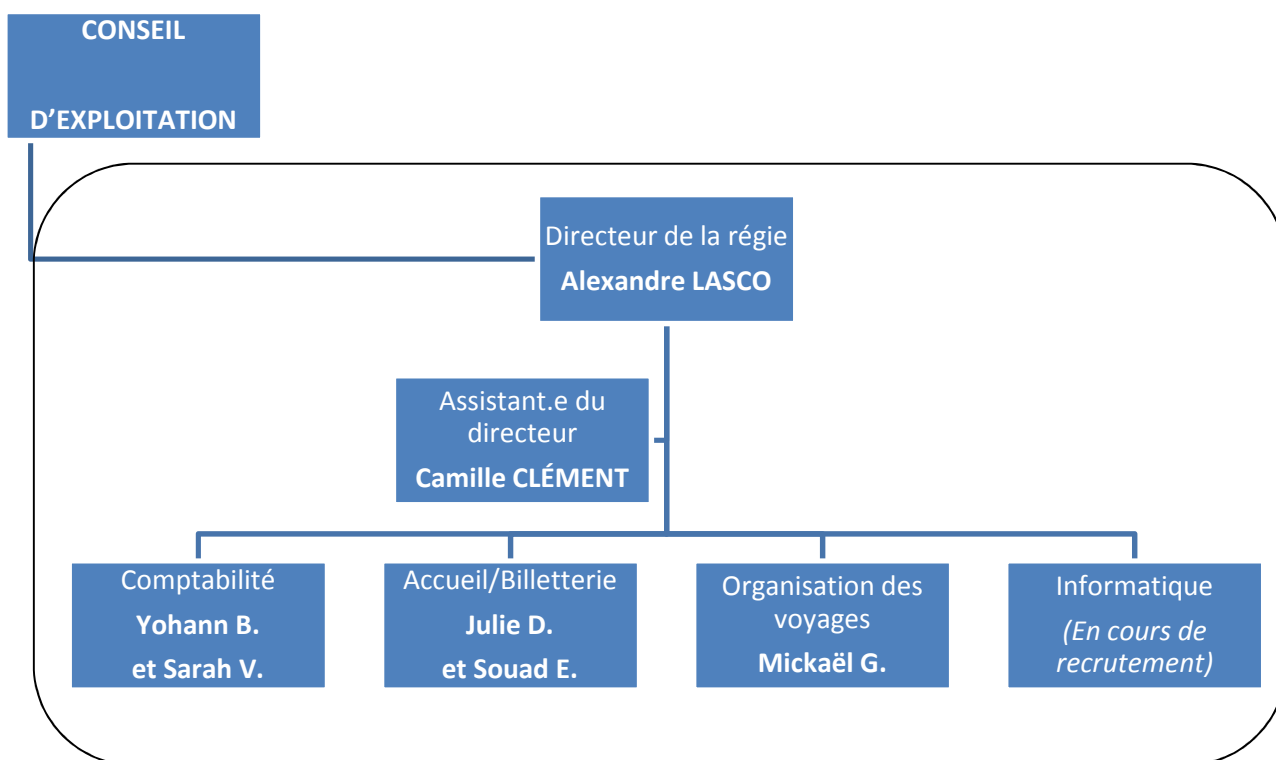 CONSEIL
D’EXPLOITATION
Directeur de la régie
Alexandre LASCO
Assistant.e du
directeur
Camille CLÉMENT
Comptabilité
Yohann B.
et Sarah V.
Accueil/Billetterie
Julie D.
et Souad E.
Organisation des
voyages
Mickaël G.
Informatique
(En cours de
recrutement)